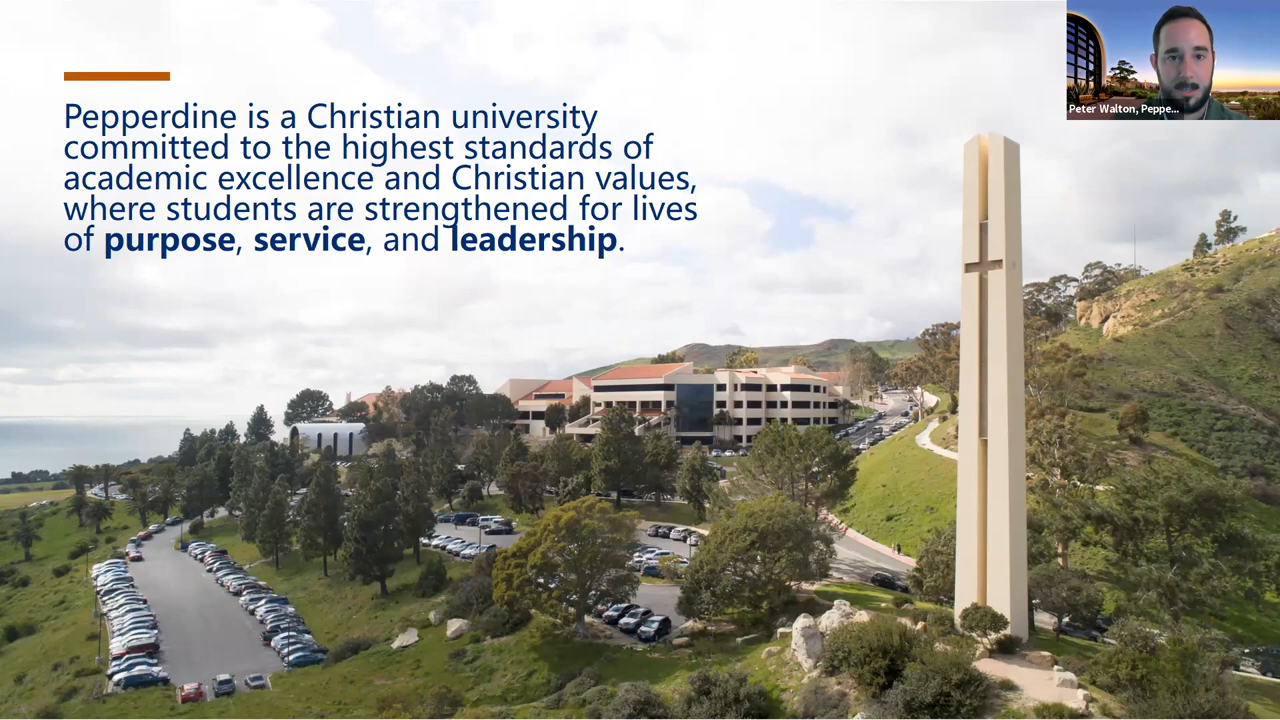 Pepperdine is a Christian university
committed to the highest standards of
academic excellence and Christian values,
where students are strengthened for lives
of purpose, service, and leadership.
Peter Walton, Peppe...